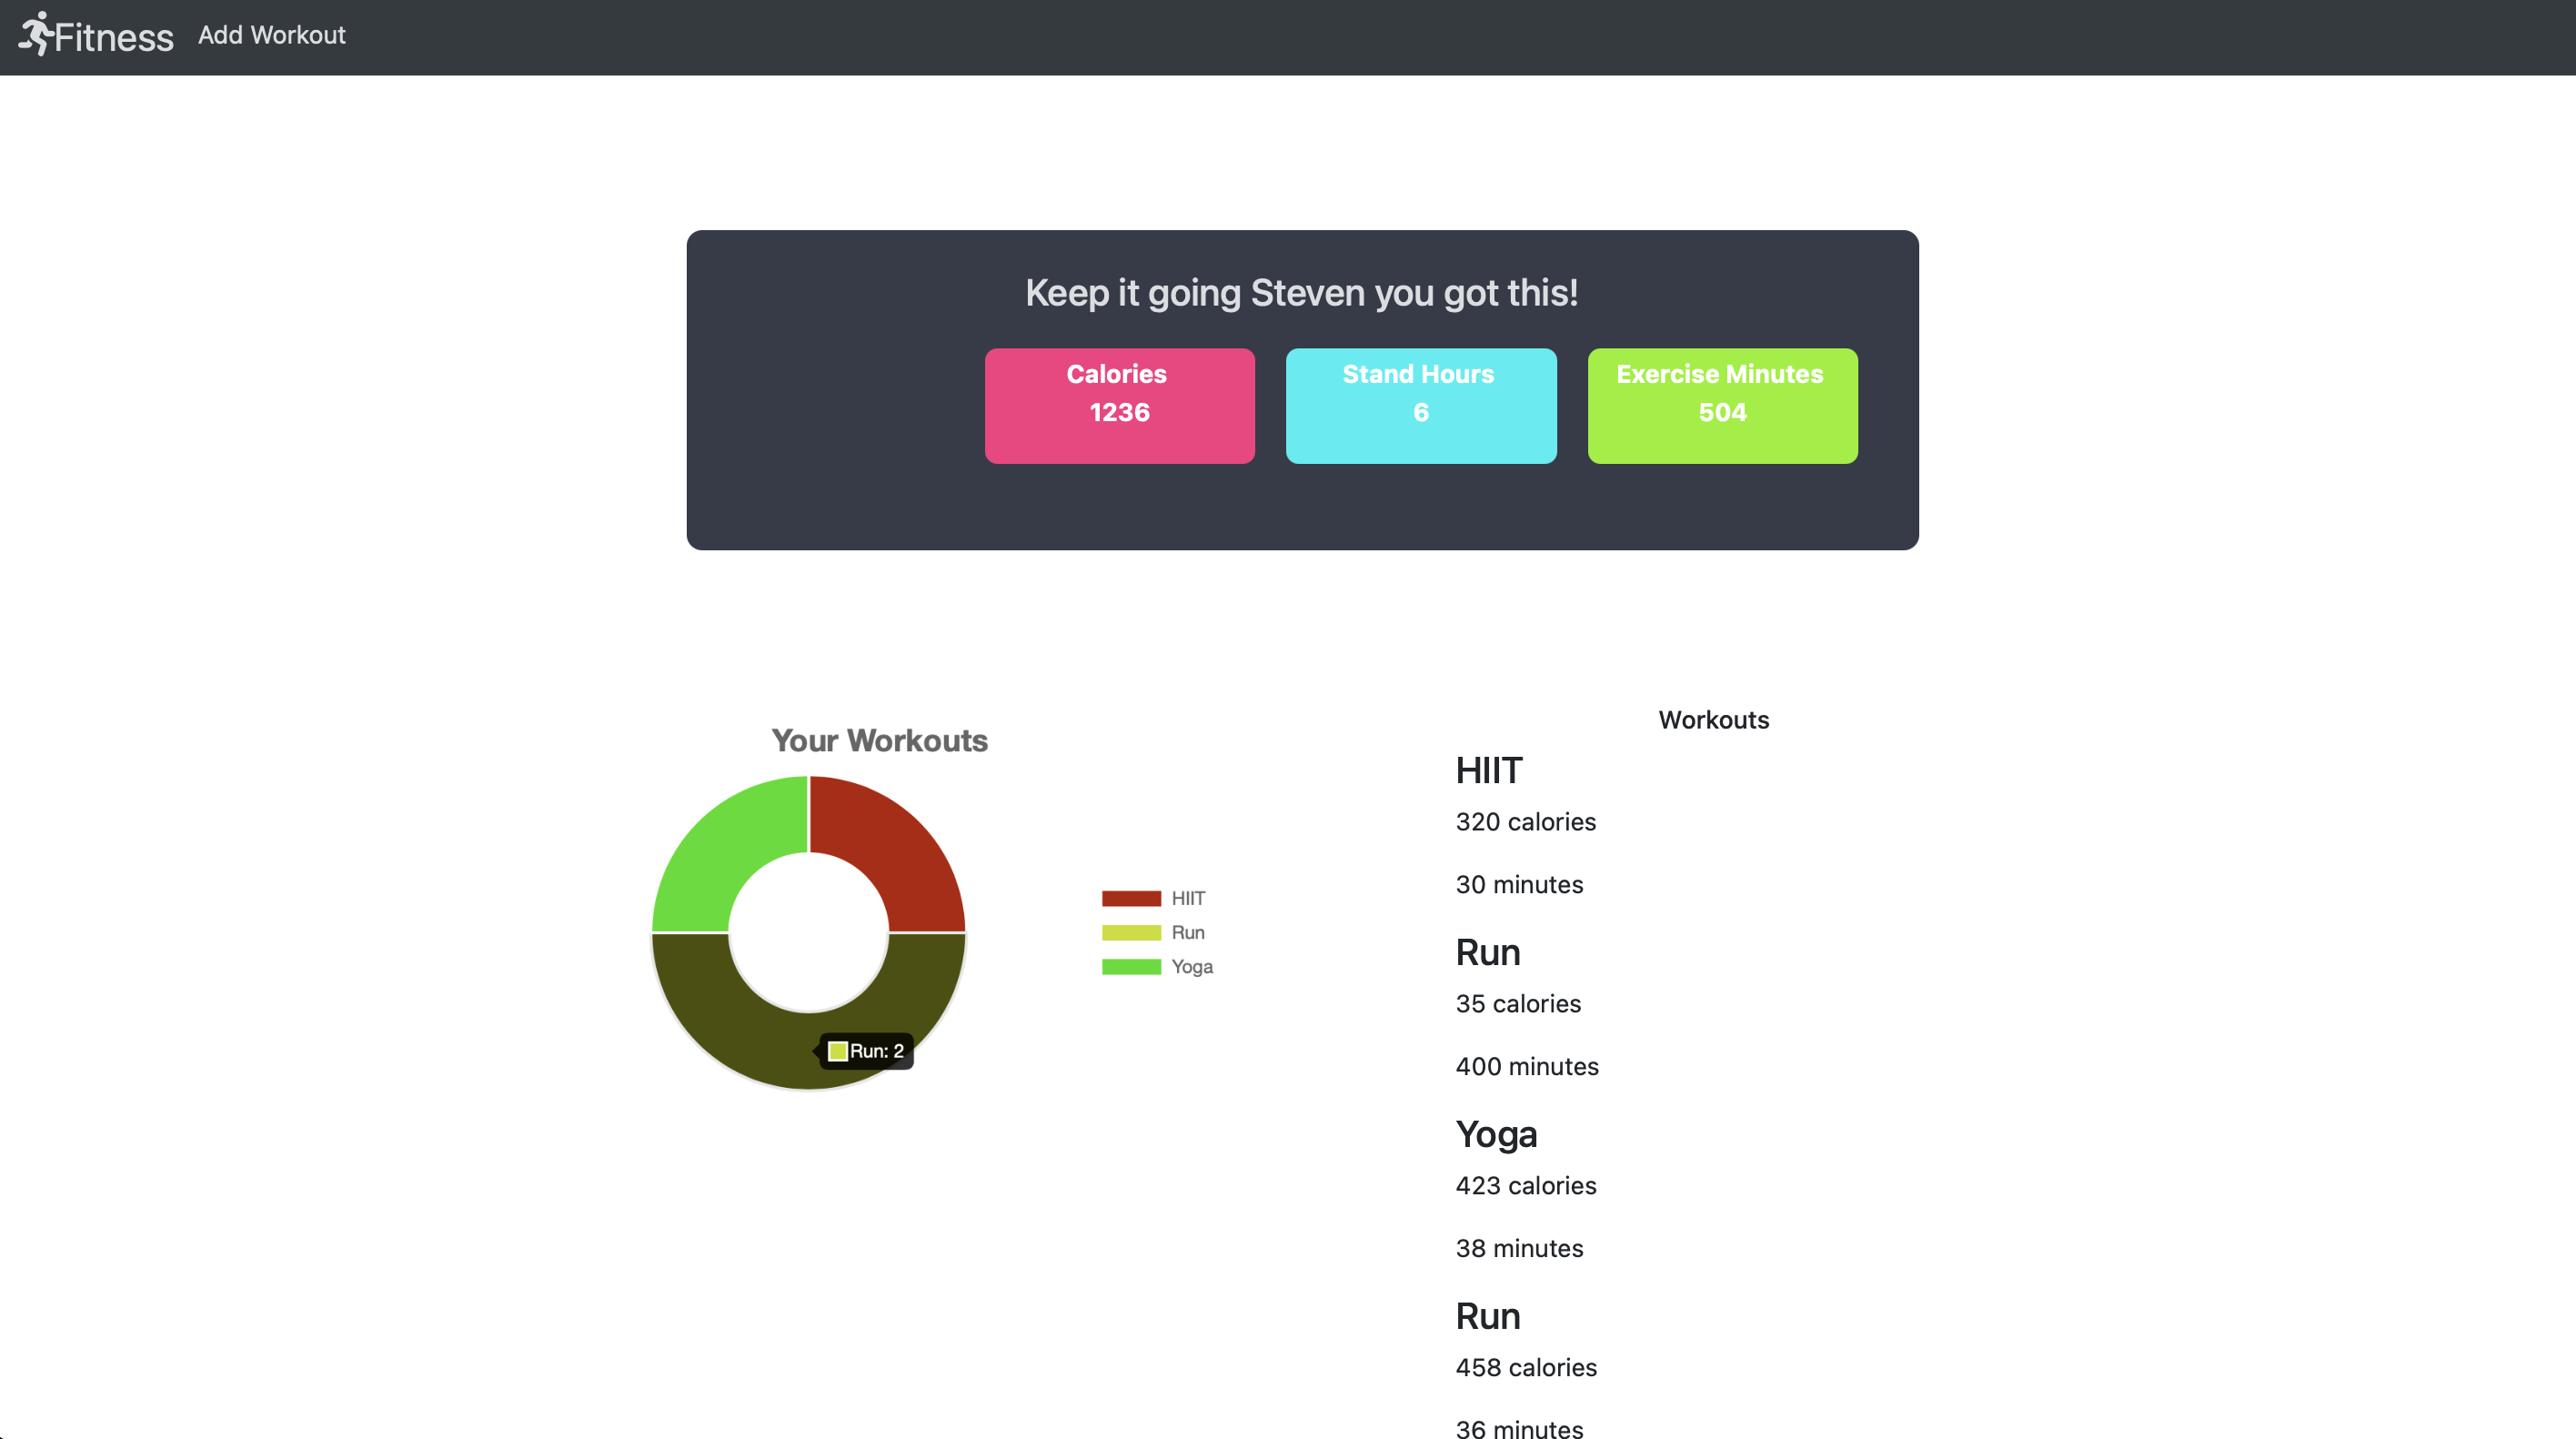 Fitness Add Workout
Keep it going Steven you got this!
Calories
1236
Stand Hours
6
Exercise Minutes
504
Your Workouts
HIIT
Run
Yoga
Run: 2
Workouts
HIIT
320 calories
30 minutes
Run
35 calories
400 minutes
Yoga
423 calories
38 minutes
Run
458 calories
36 minutes